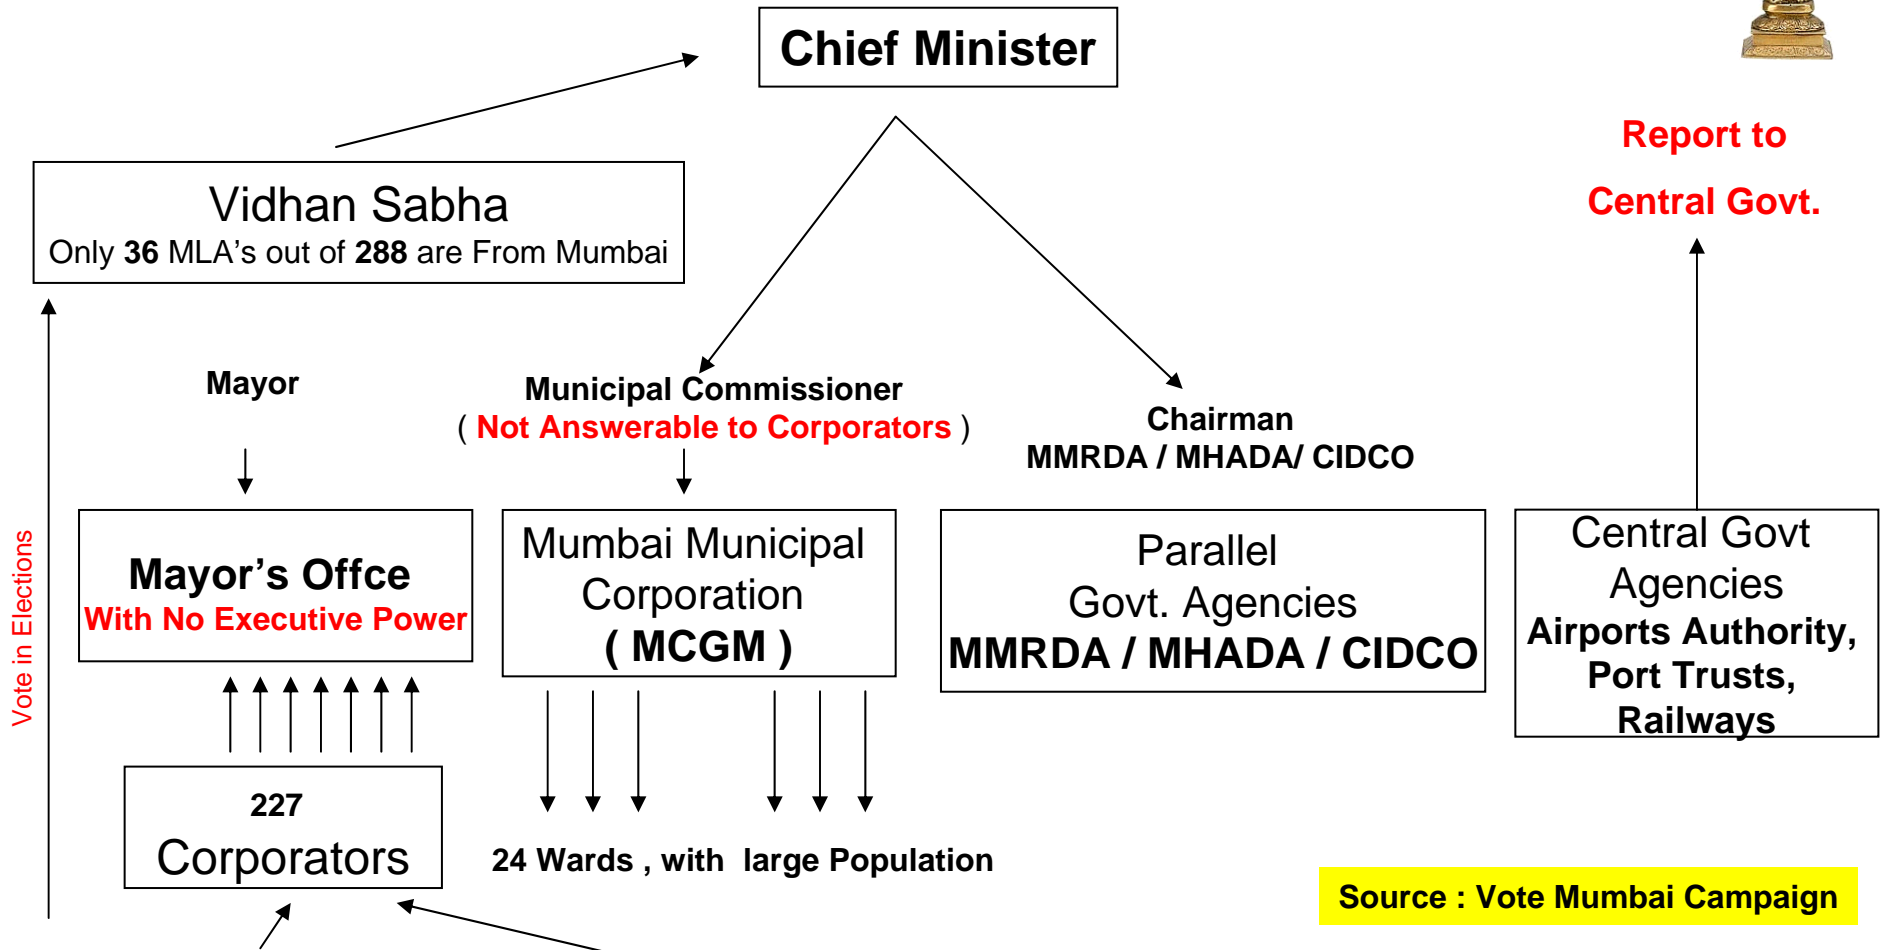 Chief Minister
Report to
Central Govt.
Vidhan Sabha
Only 36 MLA's out of 288 are From Mumbai
Mayor
Municipal Commissioner
( Not Answerable to Corporators )
Chairman
MMRDA / MHADA/ CIDCO
Vote in Elections
Mayor's Offce
With No Executive Power
Mumbai Municipal
Corporation
( MCGM )
Parallel
Govt. Agencies
MMRDA / MHADA / CIDCO
Central Govt
Agencies
Airports Authority,
Port Trusts,
Railways
227
Corporators
24 Wards , with large Population
Source : Vote Mumbai Campaign